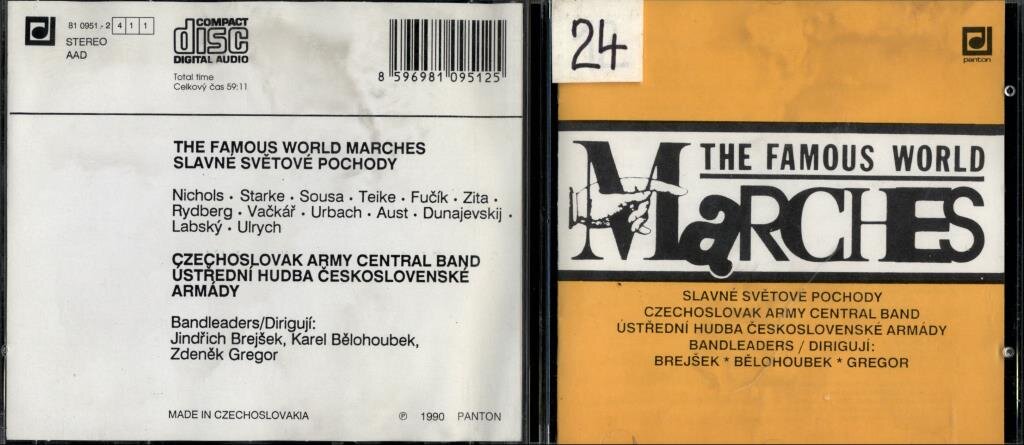 81 0951-2 4 1 1
STEREO
AAD
COMPACT
disc
DIGITAL AUDIO
Total time
Celkový čas 59:11
8 596981 095125
THE FAMOUS WORLD MARCHES
SLAVNÉ SVĚTOVÉ POCHODY
Nichols · Starke · Sousa · Teike · Fučík · Zita ·
Rydberg · Vačkář · Urbach · Aust · Dunajevskij ·
Labský · Ulrych
CZECHOSLOVAK ARMY CENTRAL BAND
ÚSTŘEDNÍ HUDBA ČESKOSLOVENSKÉ
ARMÁDY
Bandleaders/Dirigují:
Jindřich Brejšek, Karel Bělohoubek,
Zdeněk Gregor
MADE IN CZECHOSLOVAKIA ℗ 1990 PANTON
24
panton
THE FAMOUS WORLD
MARCHES
SLAVNÉ SVĚTOVÉ POCHODY
CZECHOSLOVAK ARMY CENTRAL BAND
ÚSTŘEDNÍ HUDBA ČESKOSLOVENSKÉ ARMÁDY
BANDLEADERS / DIRIGUJÍ:
BREJŠEK * BĚLOHOUBEK * GREGOR